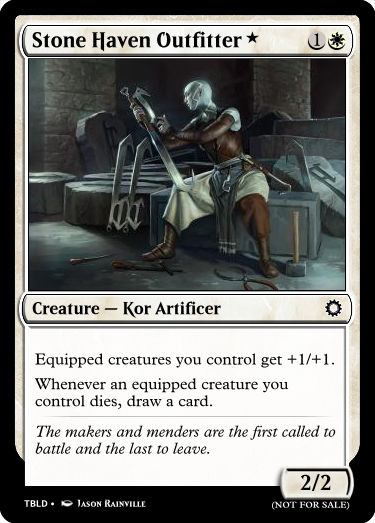 Stone Haven Outfitter ★ 1
Creature — Kor Artificer
Equipped creatures you control get +1/+1.
Whenever an equipped creature you
control dies, draw a card.
The makers and menders are the first called to
battle and the last to leave.
2/2
TBLD • Jason Rainville
(NOT FOR SALE)